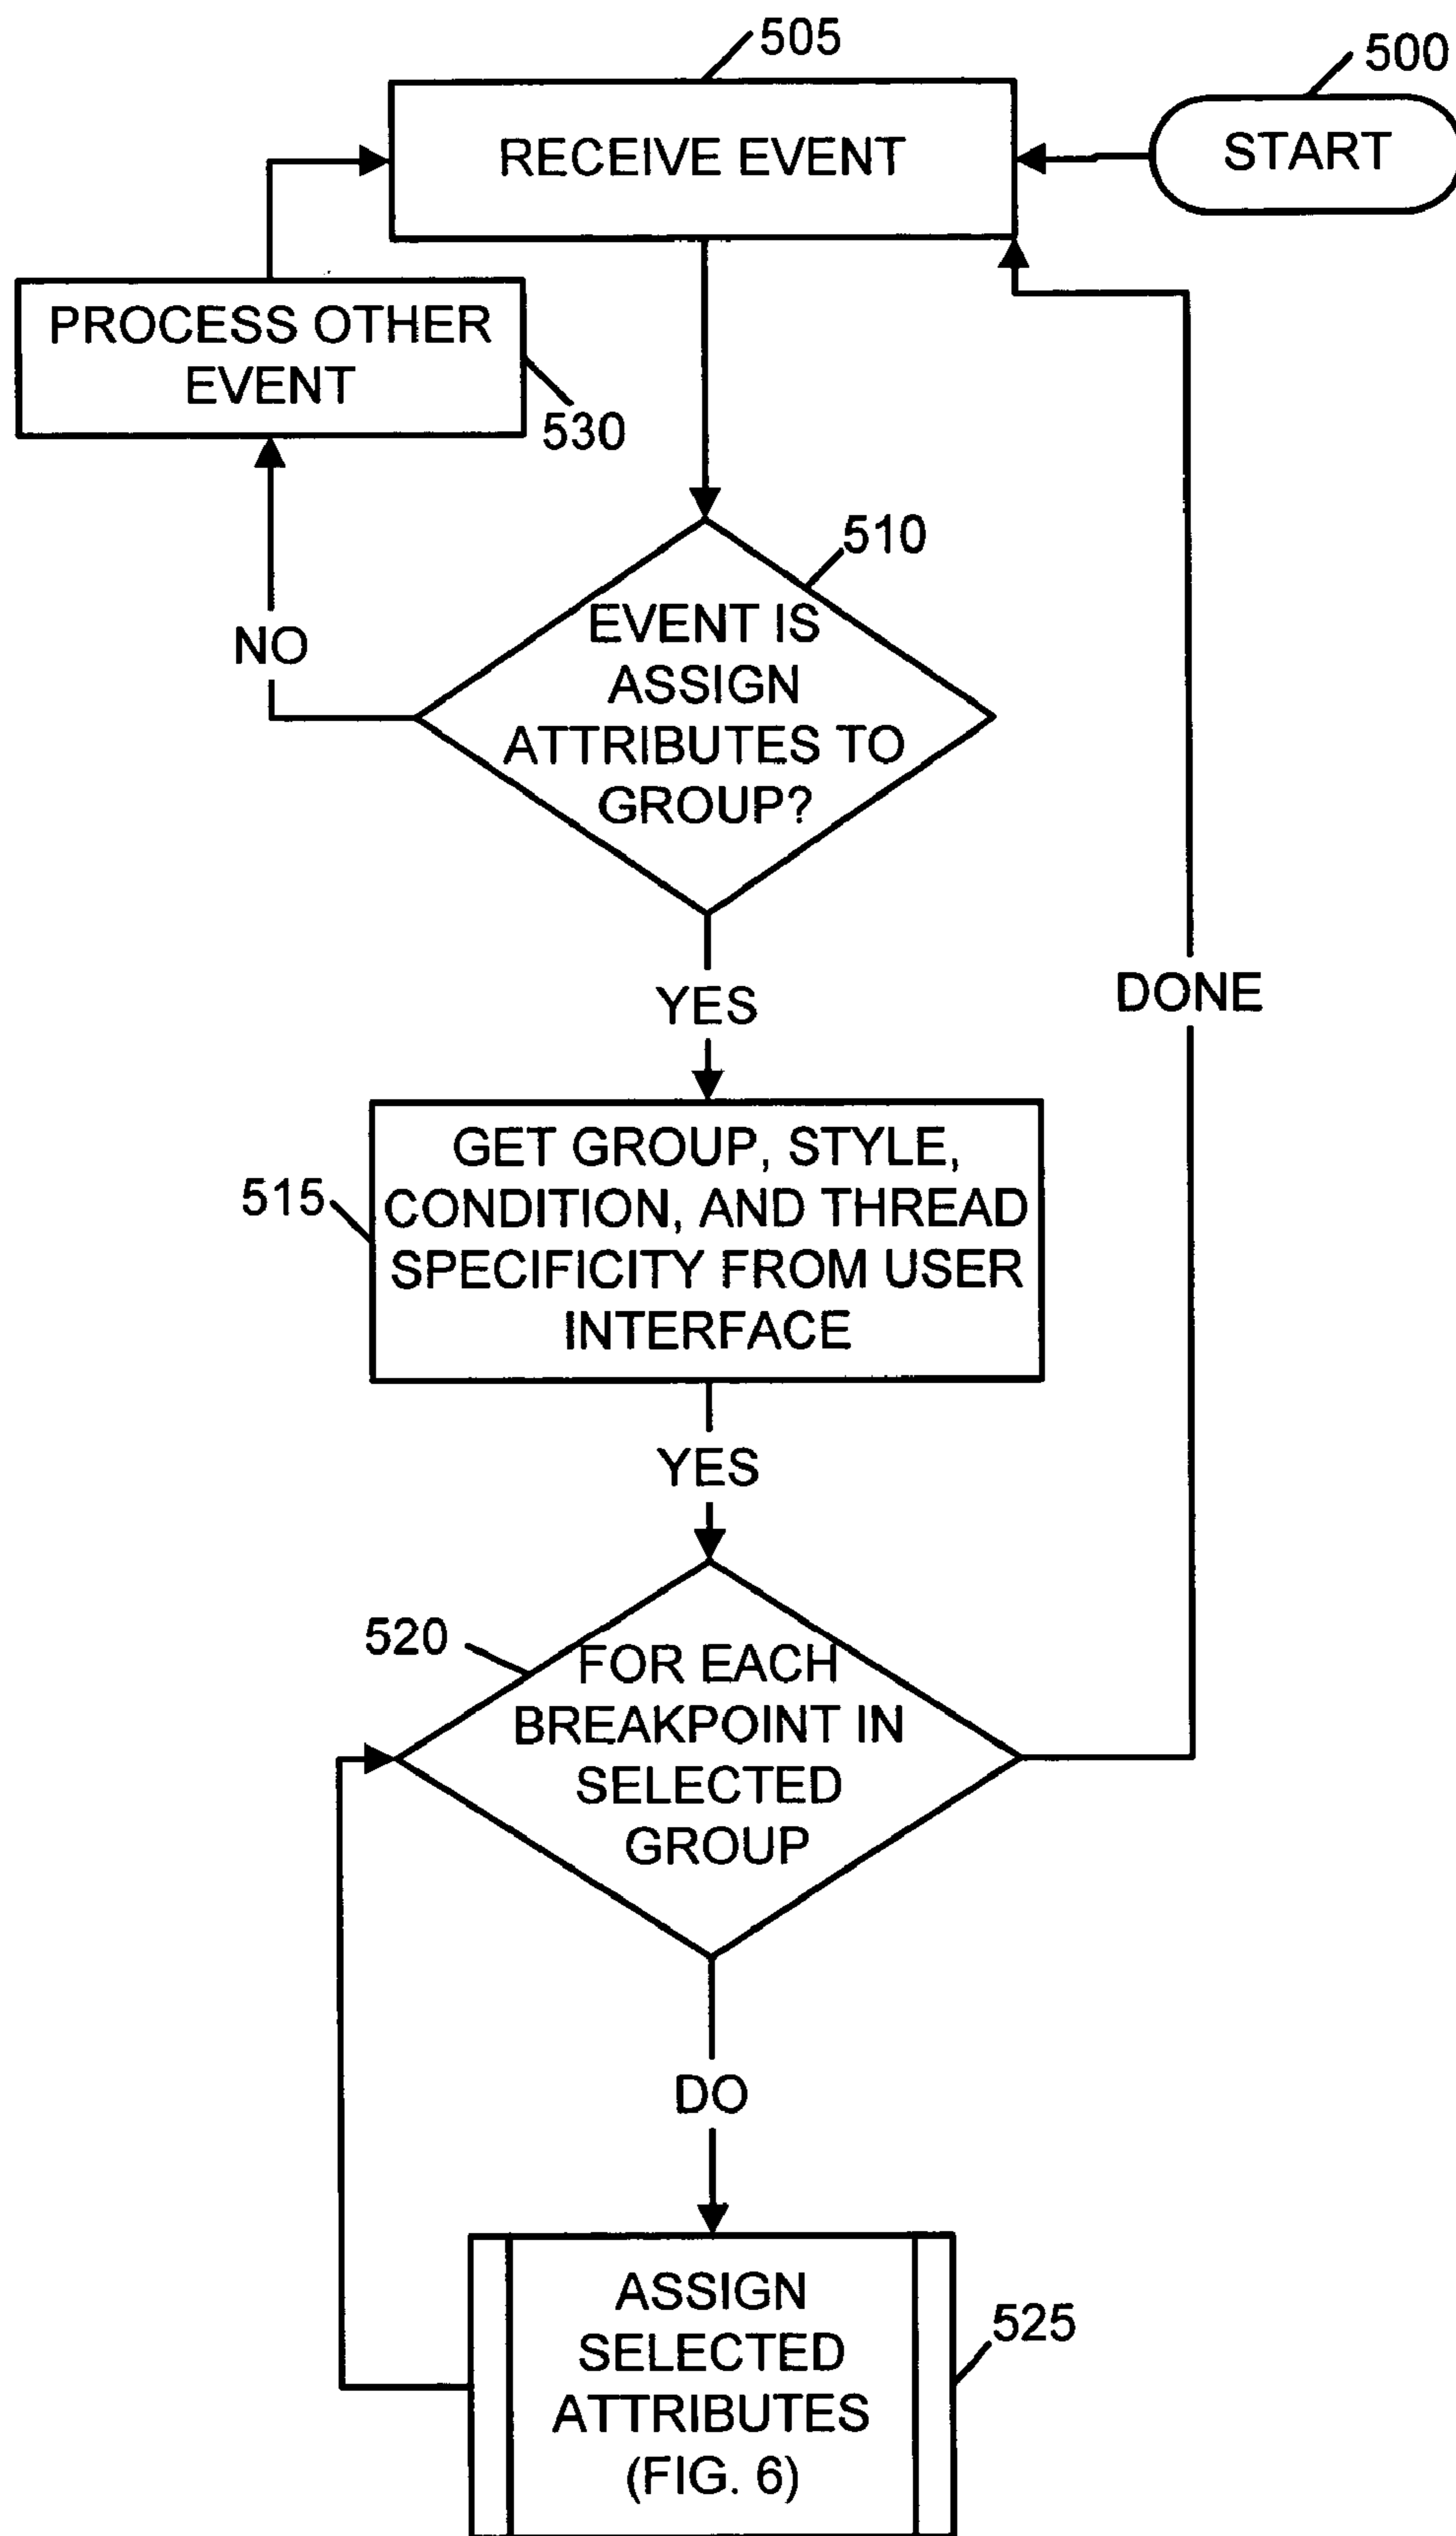 505
500
RECEIVE EVENT
START
PROCESS OTHER
EVENT
530
510
EVENT IS
ASSIGN
ATTRIBUTES TO
GROUP?
NO
YES
DONE
515
GET GROUP, STYLE,
CONDITION, AND THREAD
SPECIFICITY FROM USER
INTERFACE
YES
520
FOR EACH
BREAKPOINT IN
SELECTED
GROUP
DO
525
ASSIGN
SELECTED
ATTRIBUTES
(FIG. 6)